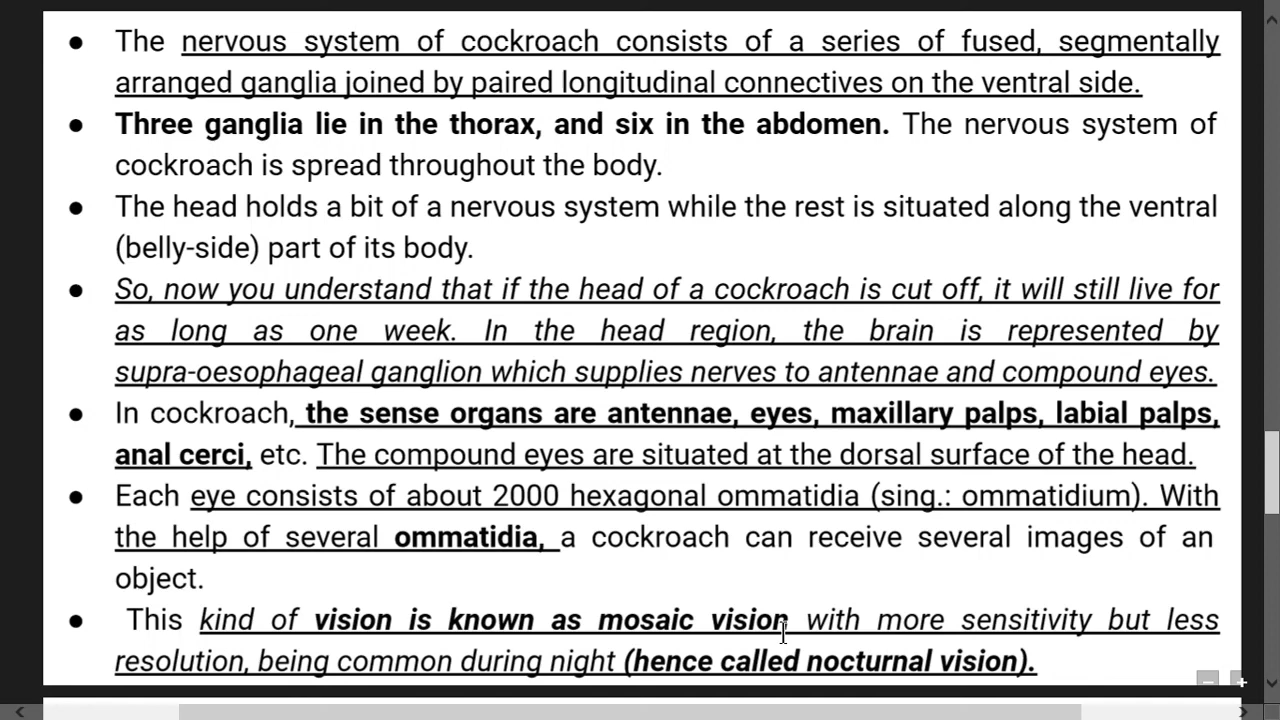 ● The nervous system of cockroach consists of a series of fused, segmentally
arranged ganglia joined by paired longitudinal connectives on the ventral side.
● Three ganglia lie in the thorax, and six in the abdomen. The nervous system of
cockroach is spread throughout the body.
● The head holds a bit of a nervous system while the rest is situated along the ventral
(belly-side) part of its body.
● So, now you understand that if the head of a cockroach is cut off, it will still live for
as long as one week. In the head region, the brain is represented by
supra-oesophageal ganglion which supplies nerves to antennae and compound eyes.
● In cockroach, the sense organs are antennae, eyes, maxillary palps, labial palps,
anal cerci, etc. The compound eyes are situated at the dorsal surface of the head.
● Each eye consists of about 2000 hexagonal ommatidia (sing.: ommatidium). With
the help of several ommatidia, a cockroach can receive several images of an
object.
● This kind of vision is known as mosaic vision with more sensitivity but less
resolution, being common during night (hence called nocturnal vision).